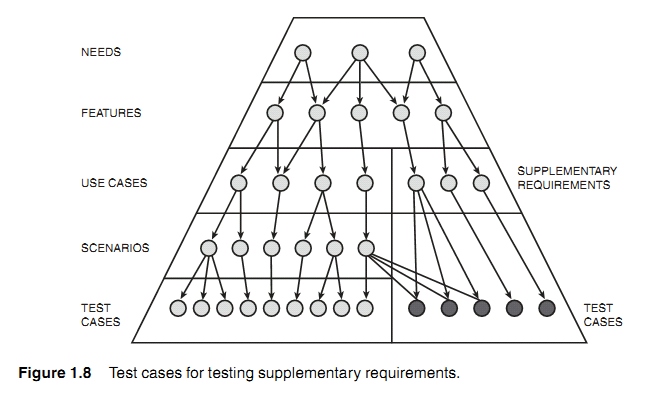 NEEDS
FEATURES
USE CASES
SUPPLEMENTARY
REQUIREMENTS
SCENARIOS
TEST
CASES
TEST
CASES
Figure 1.8 Test cases for testing supplementary requirements.